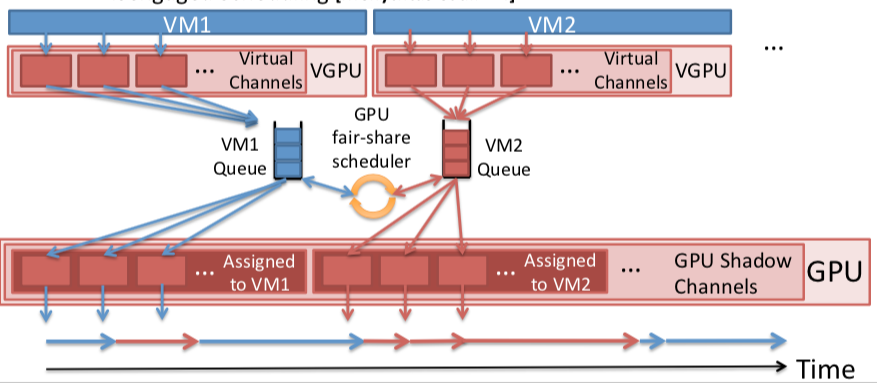 VM1
VM2
...
... Virtual
Channels
VGPU
... Virtual
Channels
VGPU
GPU
fair-share
scheduler
VM1
Queue
VM2
Queue
... Assigned
to VM1
... Assigned
to VM2
... GPU Shadow
Channels
GPU
Time